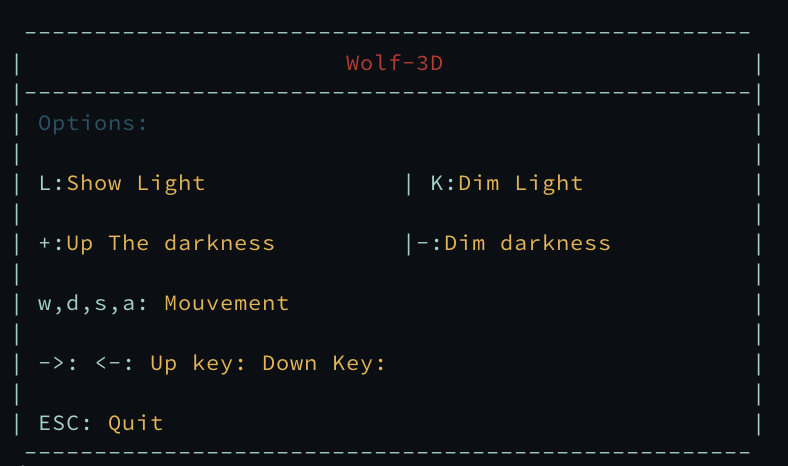 Wolf-3D
Options:
L:Show Light | K:Dim Light
+:Up The darkness |-:Dim darkness
w,d,s,a: Mouvement
->: <-: Up key: Down Key:
ESC: Quit